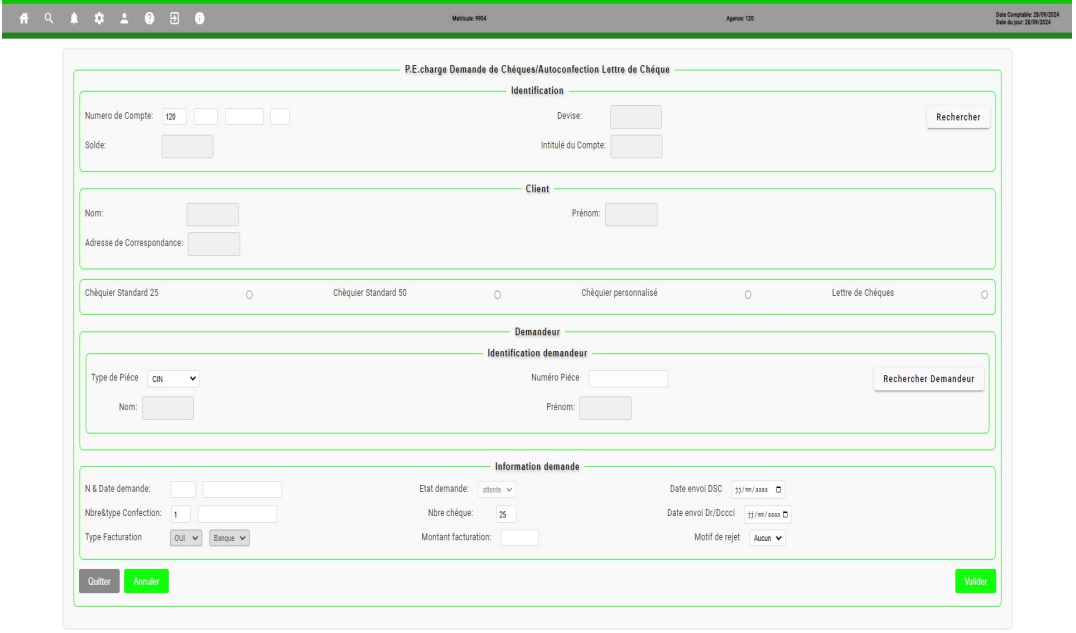 Matricule: 9904 Agence: 120 Date Comptable: 28/09/2024
Date du jour: 28/09/2024
P.E.charge Demande de Chéques/Autoconfection Lettre de Chéque
Identification
Numero de Compte: 120 Devise: Rechercher
Solde: Intitulé du Compte:
Client
Nom: Prénom:
Adresse de Correspondance:
Chèquier Standard 25 Chèquier Standard 50 Chèquier personnalisé Lettre de Chéques
Demandeur
Identification demandeur
Type de Piéce CIN Numéro Piéce Rechercher Demandeur
Nom: Prénom:
Information demande
N & Date demande: Etat demande: attente Date envoi DSC jj/mm/aaaa
Nbre&type Confection: 1 Nbre chéque: 25 Date envoi Dr/Dccci jj/mm/aaaa
Type Facturation OUI Banque Montant facturation: Motif de rejet Aucun
Quitter Annuler Valider